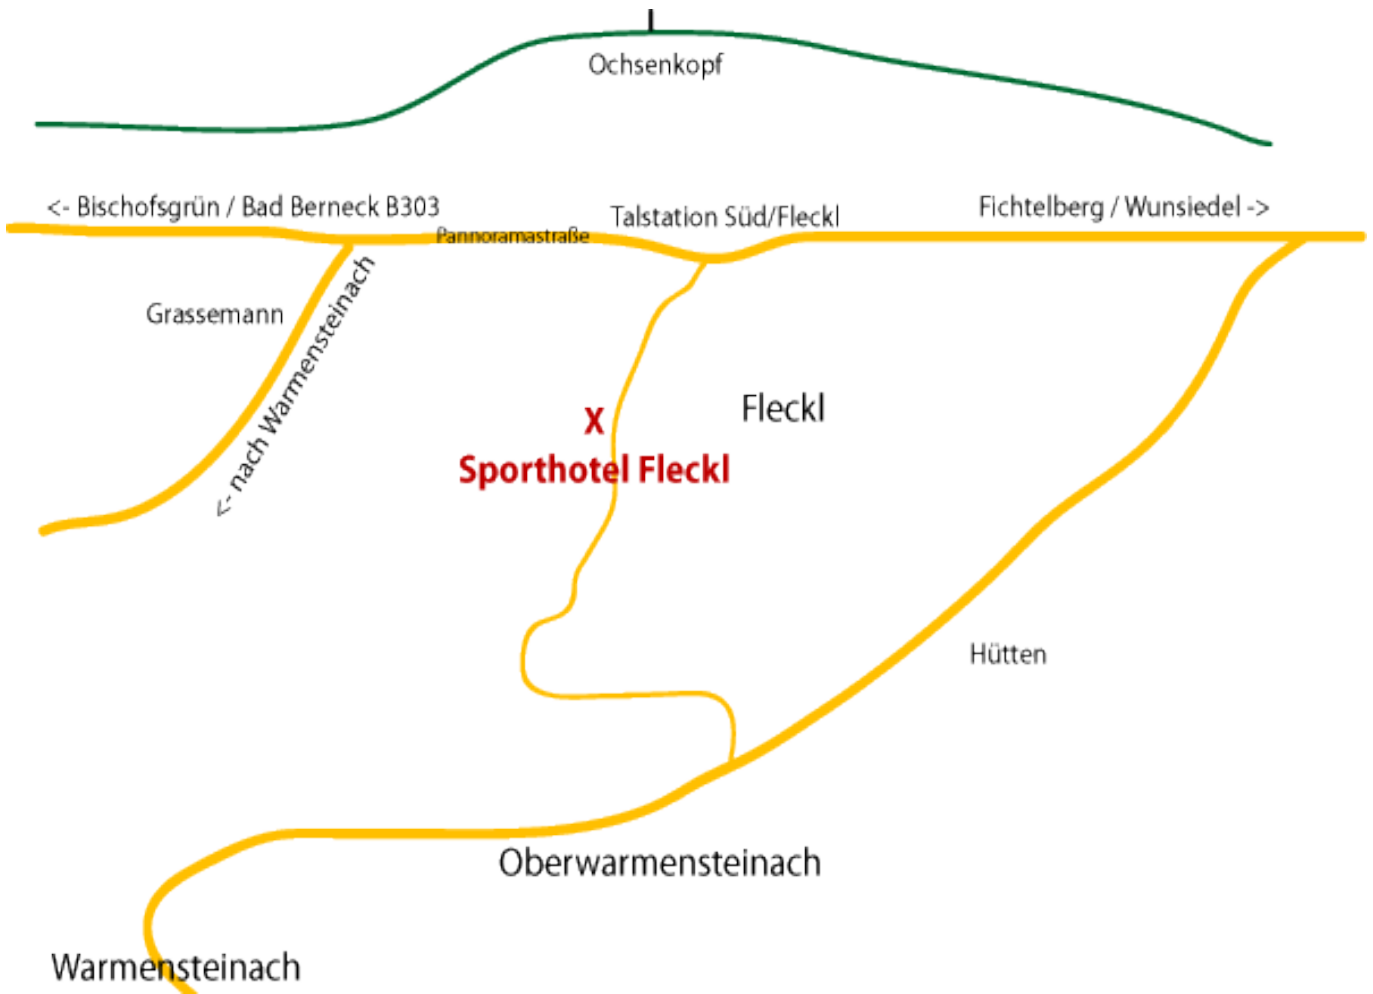 Ochsenkopf
<- Bischofsgrün / Bad Berneck B303
Talstation Süd/Fleckl
Fichtelberg / Wunsiedel ->
Pannoramastraße
Grassemann
<- nach Warmensteinach
X
Fleckl
Sporthotel Fleckl
Hütten
Oberwarmensteinach
Warmensteinach